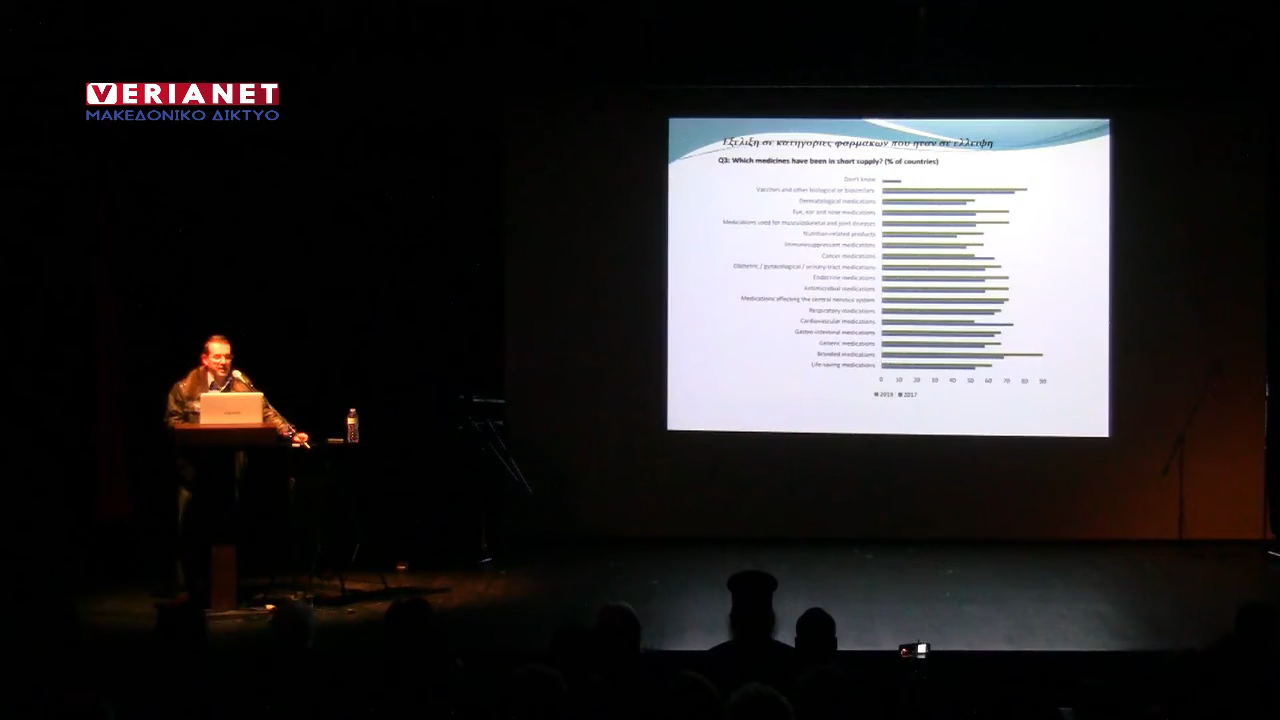 VERIANET
ΜΑΚΕΔΟΝΙΚΟ ΔΙΚΤΥΟ
Εξέλιξη σε κατηγορίες φαρμάκων που ήταν σε έλλειψη
Q3: Which medicines have been in short supply? (% of countries)
Don't know
Vaccines and other biological or biosimilars
Dermatological medications
Eye, ear and nose medications
Medications used for musculoskeletal and joint diseases
Nutrition-related products
Immunosuppressant medications
Cancer medications
Obstetric / gynaecological / urinary tract medications
Endocrine medications
Antimicrobial medications
Medications affecting the central nervous system
Respiratory medications
Cardiovascular medications
Gastro-intestinal medications
Generic medications
Branded medications
Life-saving medications
0 10 20 30 40 50 60 70 80 90
2018 2017